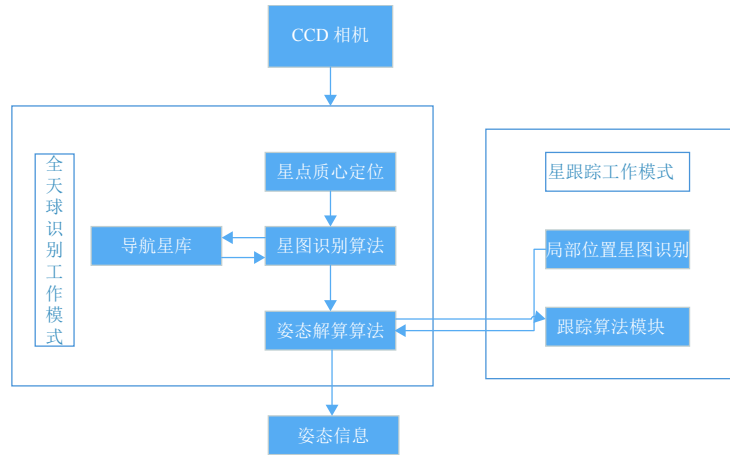 CCD 相机
全天球识别工作模式
星点质心定位
星跟踪工作模式
导航星库
星图识别算法
局部位置星图识别
姿态解算算法
跟踪算法模块
姿态信息